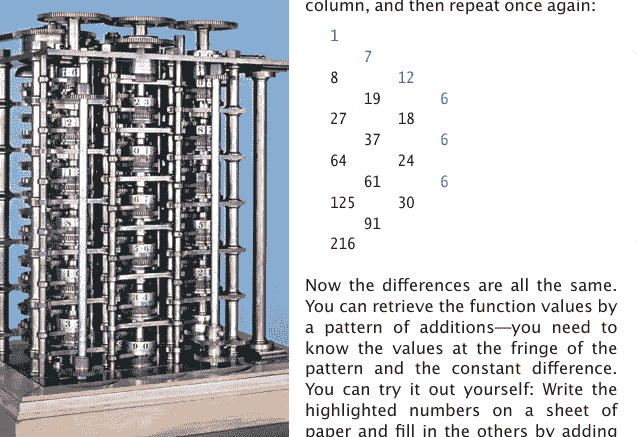 column, and then repeat once again:
1
7
8 12
19 6
27 18
37 6
64 24
61 6
125 30
91
216
Now the differences are all the same.
You can retrieve the function values by
a pattern of additions—you need to
know the values at the fringe of the
pattern and the constant difference.
You can try it out yourself: Write the
highlighted numbers on a sheet of
paper and fill in the others by adding